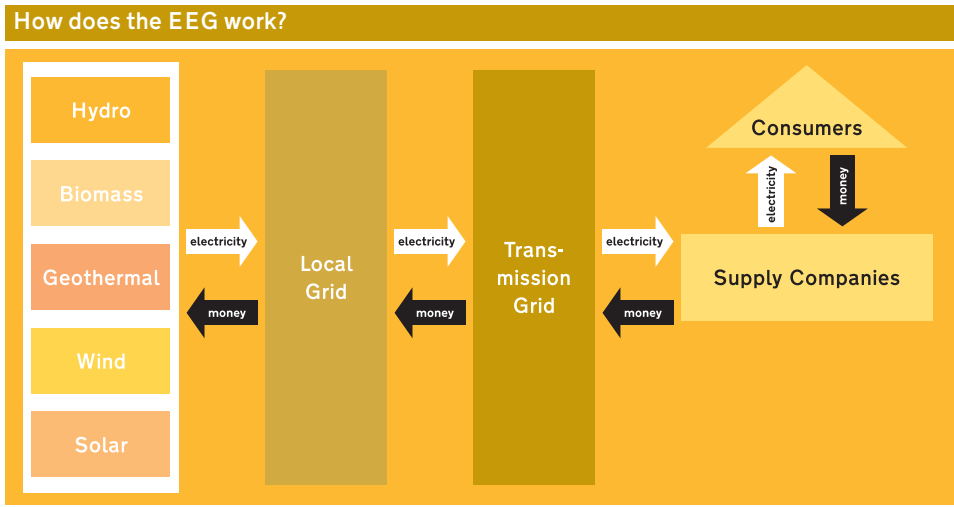 How does the EEG work?
Hydro
Biomass
Geothermal
Wind
Solar
electricity
money
Local
Grid
electricity
money
Trans-
mission
Grid
electricity
money
Consumers
electricity
money
Supply Companies